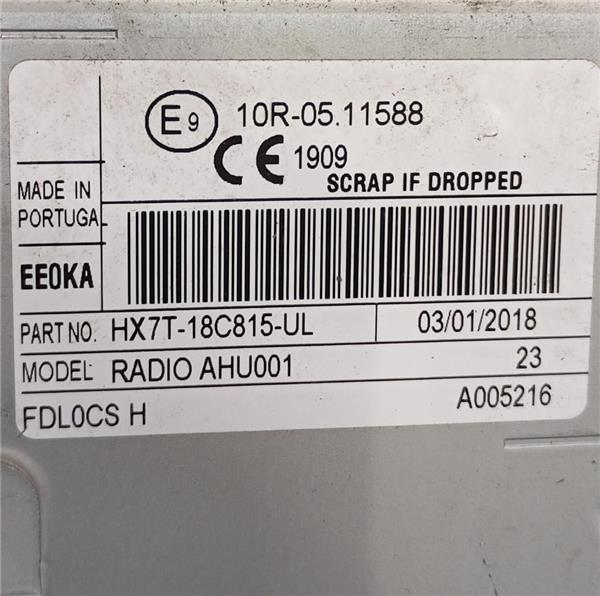 E9 10R-05.11588
CE 1909
SCRAP IF DROPPED
MADE IN
PORTUGA
EE0KA
PART NO. HX7T-18C815-UL 03/01/2018
MODEL RADIO AHU001 23
FDL0CS H A005216